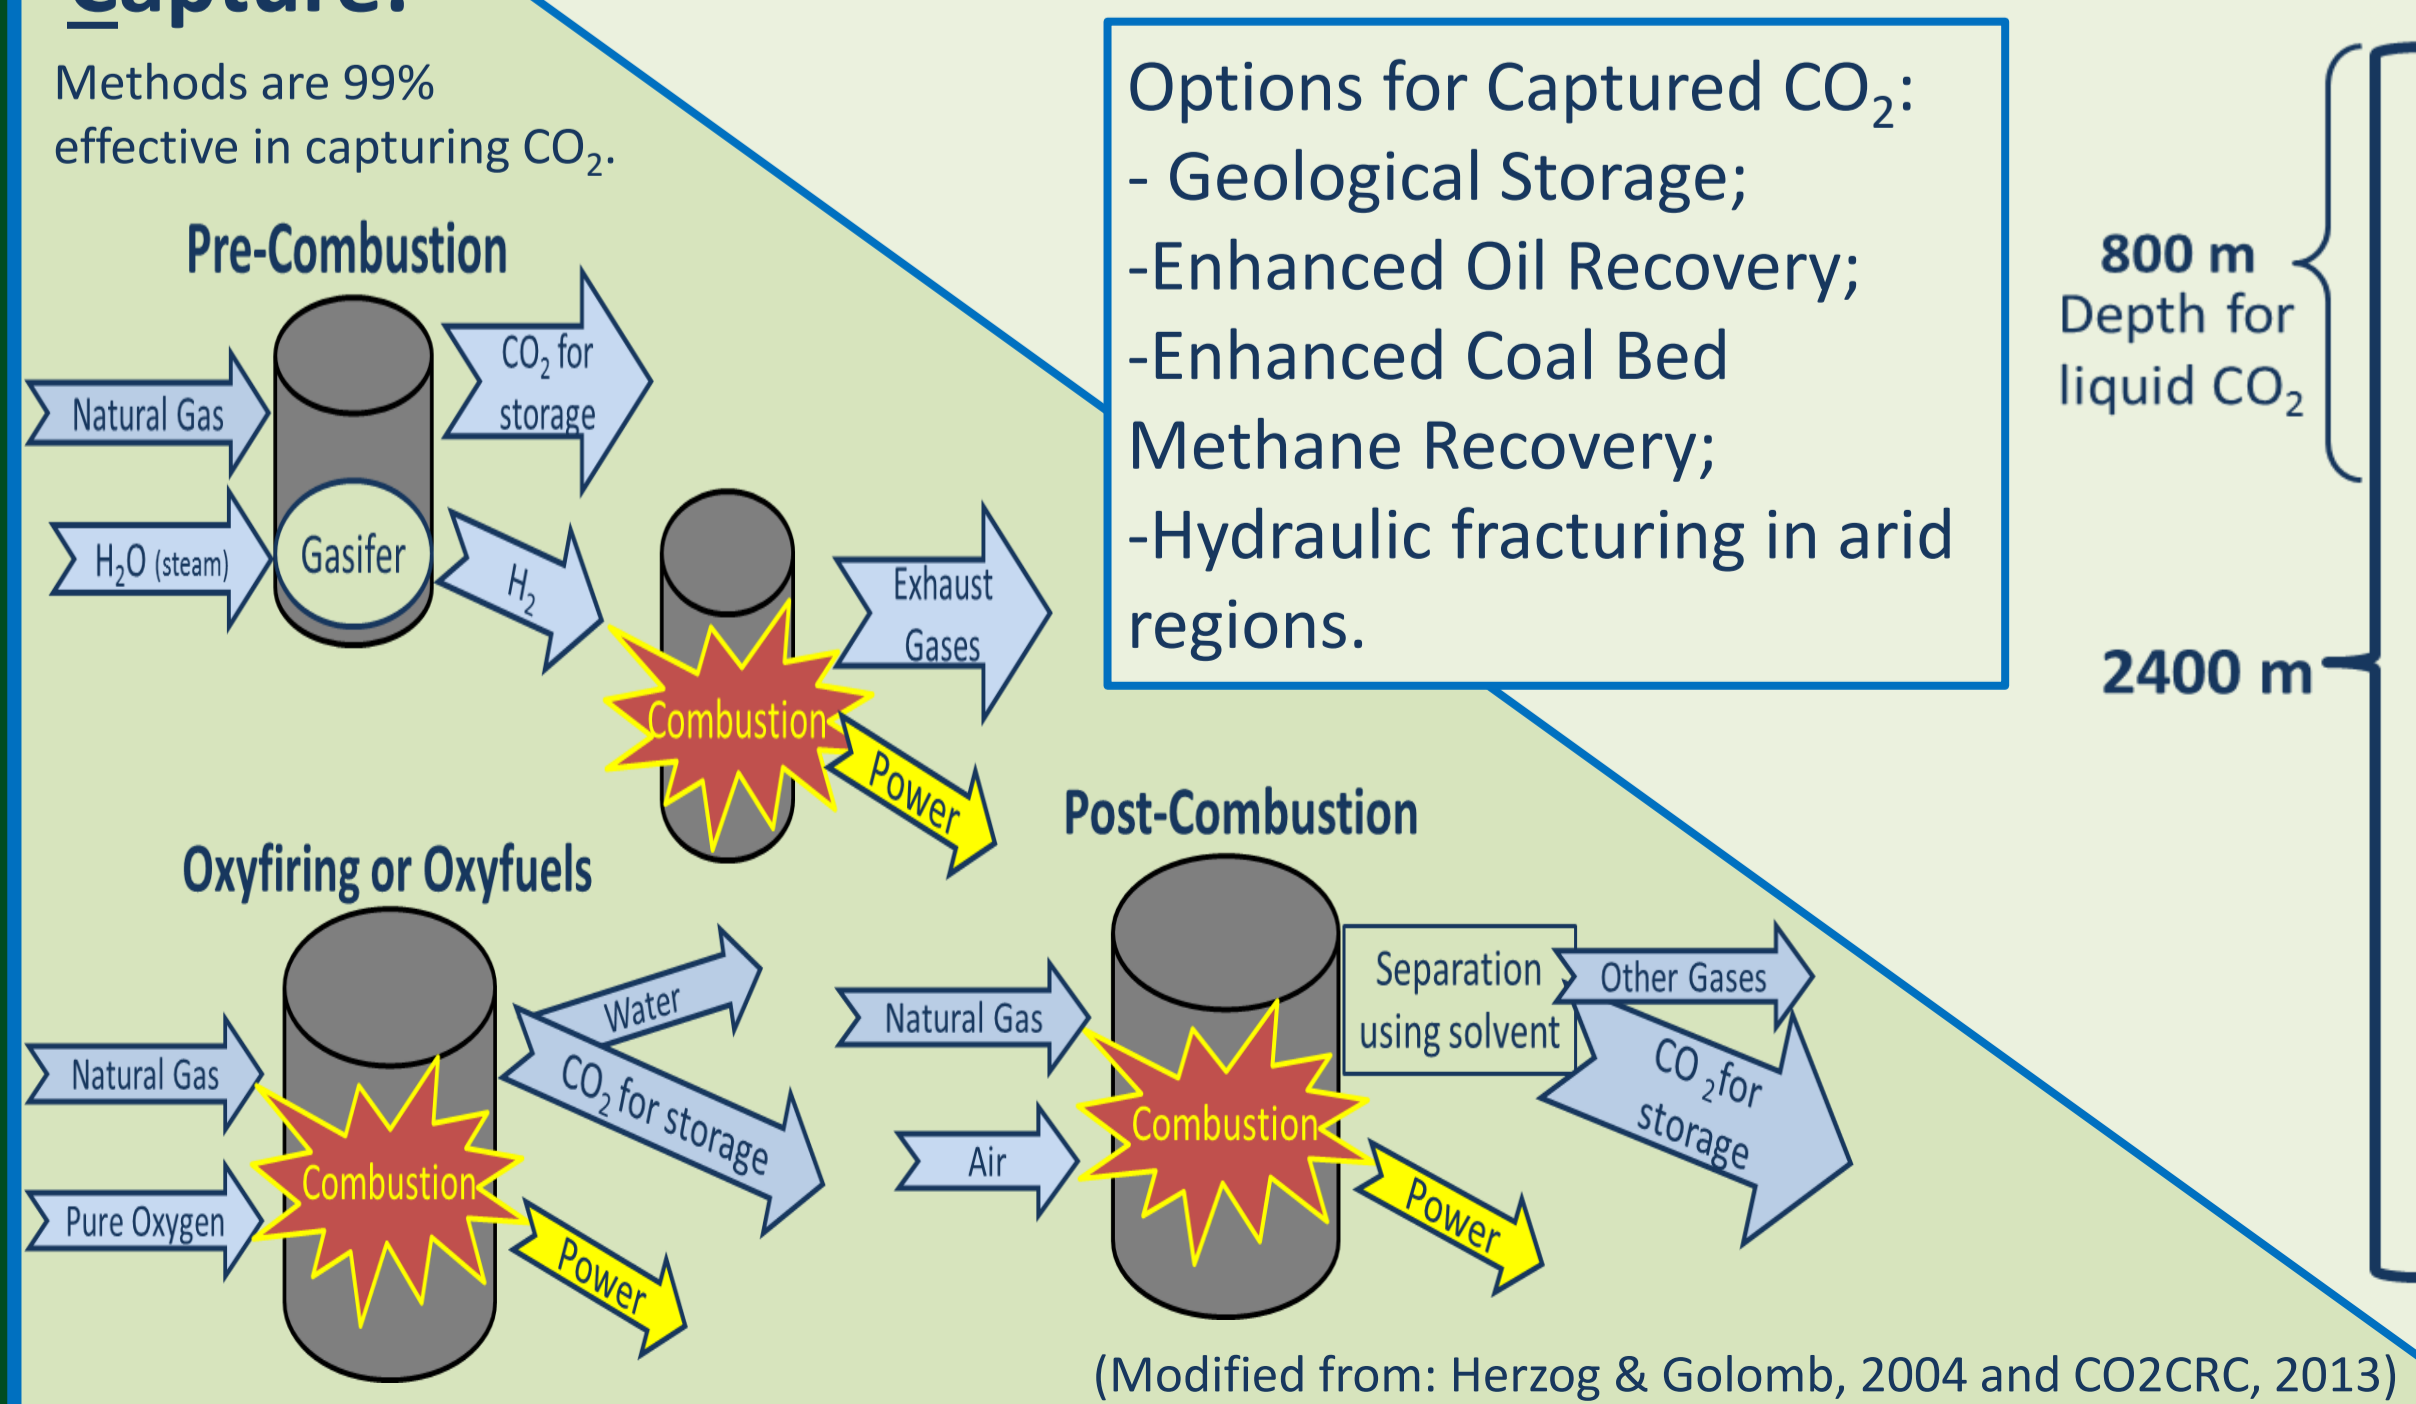 Capture:
Methods are 99%
effective in capturing CO₂.
Pre-Combustion
Natural Gas
H₂O (steam)
Gasifer
CO₂ for
storage
H₂
Combustion
Exhaust
Gases
Power
Oxyfiring or Oxyfuels
Natural Gas
Pure Oxygen
Combustion
Water
CO₂ for storage
Power
Post-Combustion
Natural Gas
Air
Combustion
Separation
using solvent
Other Gases
CO ₂for
storage
Power
Options for Captured CO₂:
- Geological Storage;
-Enhanced Oil Recovery;
-Enhanced Coal Bed
Methane Recovery;
-Hydraulic fracturing in arid
regions.
800 m
Depth for
liquid CO₂
2400 m
(Modified from: Herzog & Golomb, 2004 and CO2CRC, 2013)